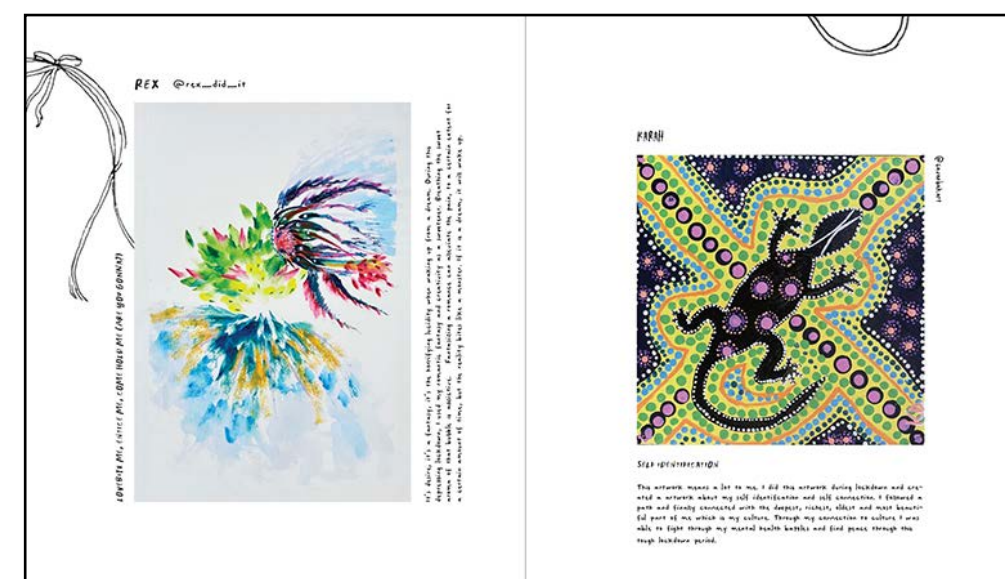 REX @rex_did_it
LOVEBITE ME, ENTICE ME, COME HOLD ME (ARE YOU GONNA?)
It's desire, it's a fantasy, it's the horrifying lucidity when waking up from a dream. During this
depressing lockdown, I used my romantic fantasy and creativity as a sweetener. Breathing the sweet
aroma of that bubble is addictive. Fantasising a romance can alleviate the pain, to a certain extent for
a certain amount of time, but the reality bites like a monster. If it is a dream, it will wake up.
KARAH
SELF IDENTIFICATION
This artwork means a lot to me. I did this artwork during lockdown and cre-
ated a artwork about my self identification and self connection. I followed a
path and finally connected with the deepest, richest, oldest and most beauti-
ful part of me which is my culture. Through my connection to culture I was
able to fight through my mental health battles and find peace through this
tough lockdown period.